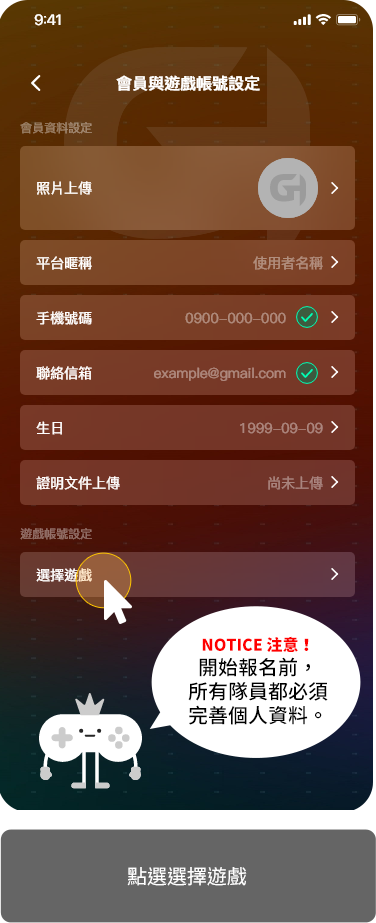 9:41
會員與遊戲帳號設定
會員資料設定
照片上傳
平台暱稱 使用者名稱
手機號碼 0900-000-000
聯絡信箱 example@gmail.com
生日 1999-09-09
證明文件上傳 尚未上傳
遊戲帳號設定
選擇遊戲
NOTICE 注意！
開始報名前，
所有隊員都必須
完善個人資料。
點選選擇遊戲